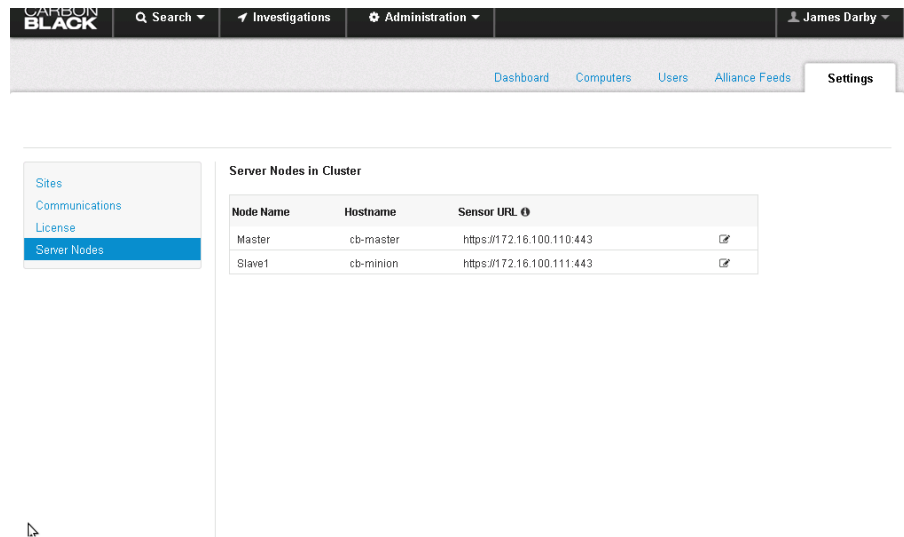 CARBON
BLACK
Search
Investigations
Administration
James Darby
Dashboard Computers Users Alliance Feeds Settings
Sites
Communications
License
Server Nodes
Server Nodes in Cluster
Node Name Hostname Sensor URL
Master cb-master https://172.16.100.110:443
Slave1 cb-minion https://172.16.100.111:443